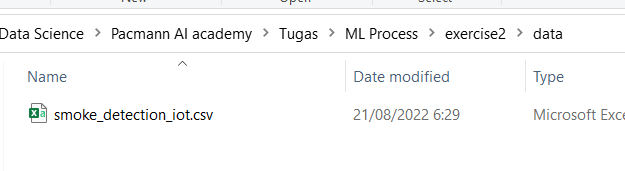 New Open Select
Data Science > Pacmann AI academy > Tugas > ML Process > exercise2 > data
Name Date modified Type
smoke_detection_iot.csv 21/08/2022 6:29 Microsoft Exce